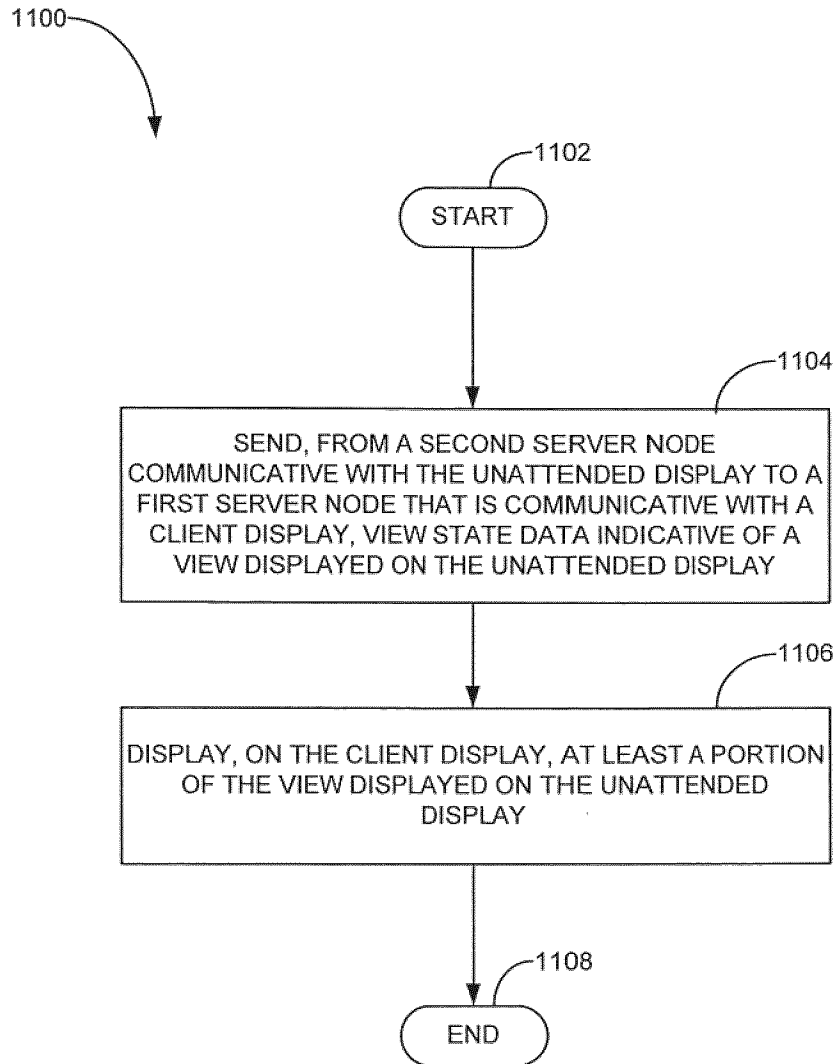 1100
1102
START
1104
SEND, FROM A SECOND SERVER NODE
COMMUNICATIVE WITH THE UNATTENDED DISPLAY TO A
FIRST SERVER NODE THAT IS COMMUNICATIVE WITH A
CLIENT DISPLAY, VIEW STATE DATA INDICATIVE OF A
VIEW DISPLAYED ON THE UNATTENDED DISPLAY
1106
DISPLAY, ON THE CLIENT DISPLAY, AT LEAST A PORTION
OF THE VIEW DISPLAYED ON THE UNATTENDED
DISPLAY
1108
END